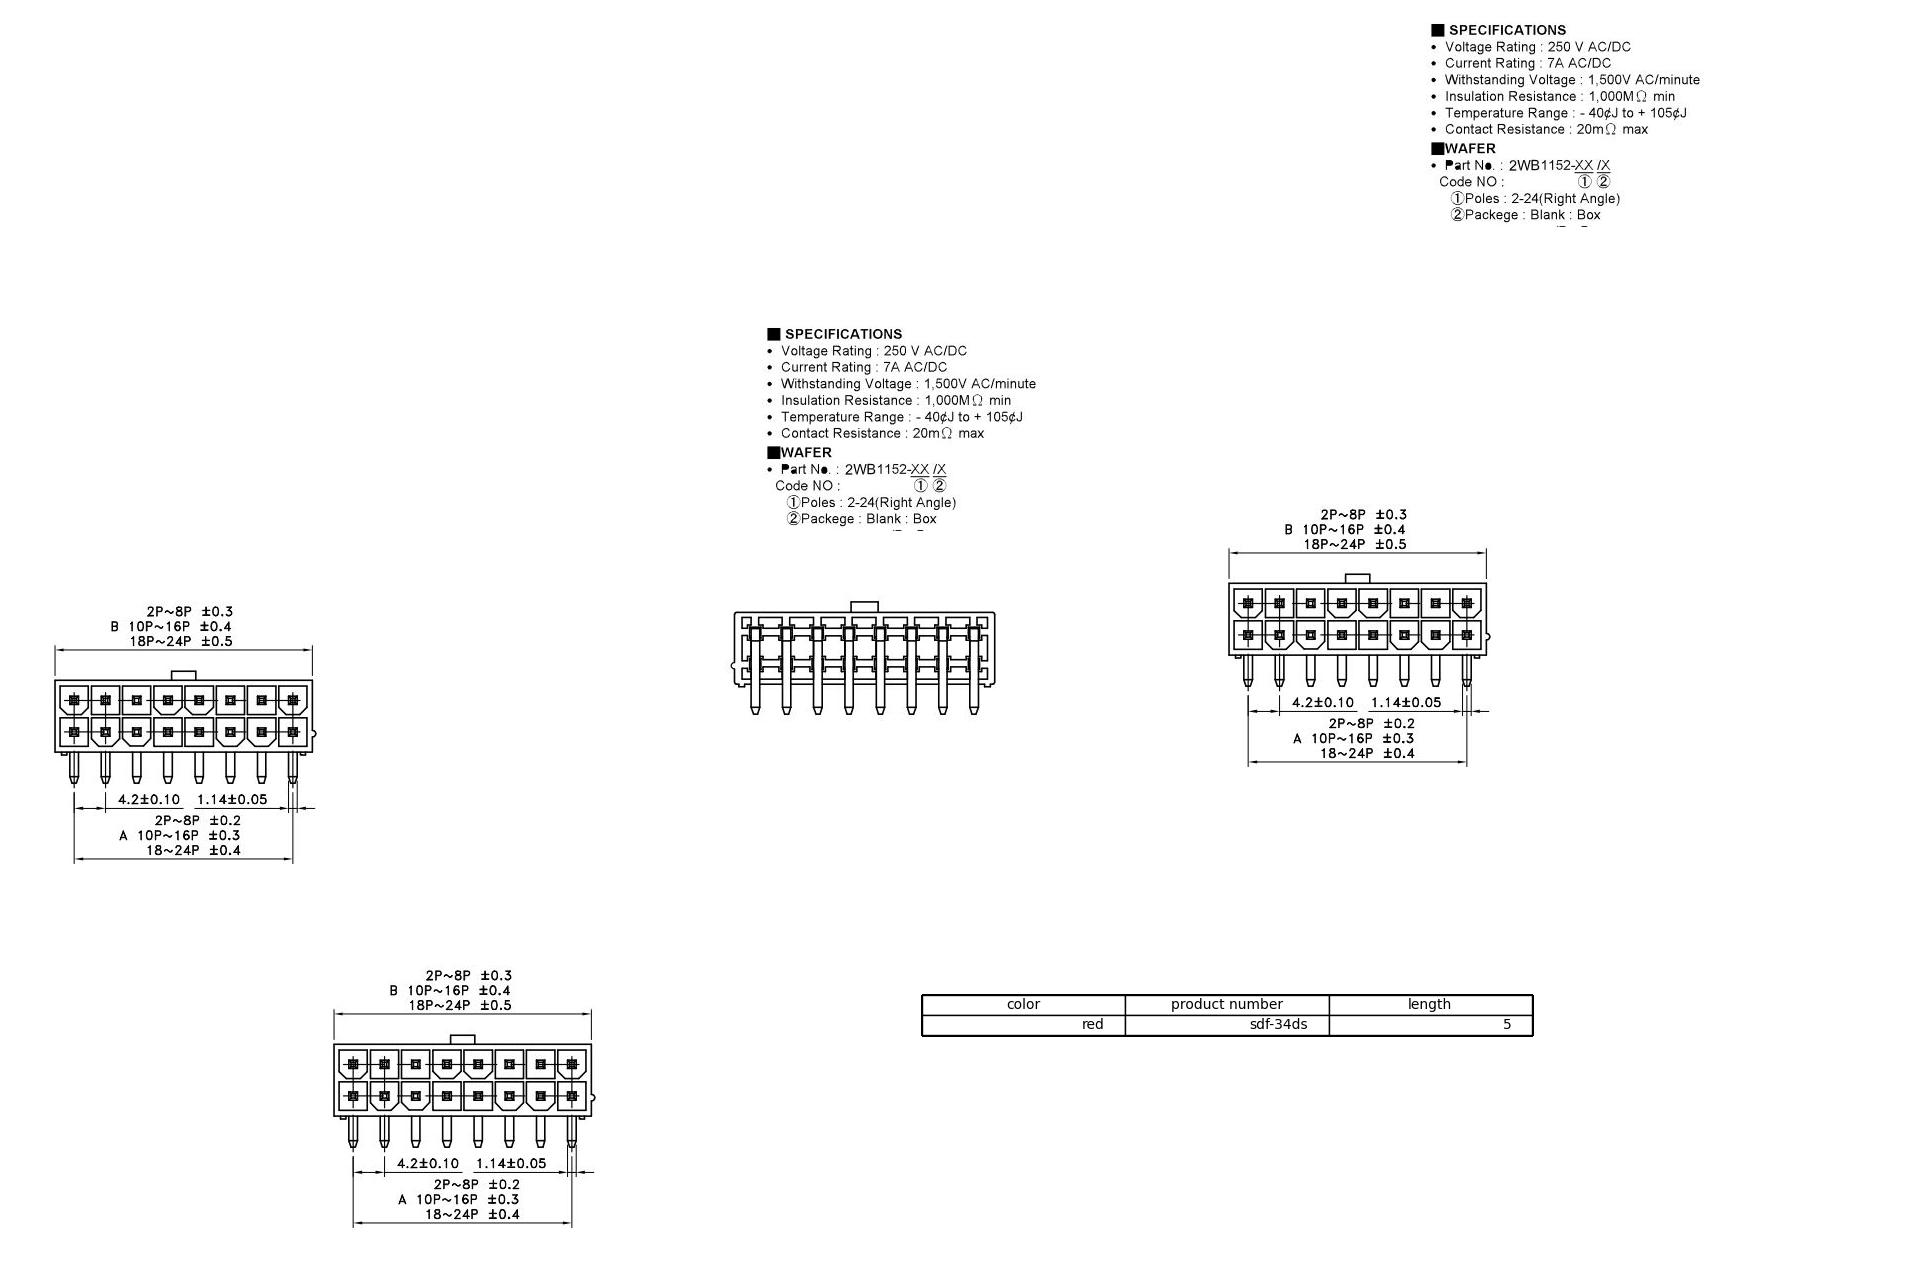 ■ SPECIFICATIONS
• Voltage Rating : 250 V AC/DC
• Current Rating : 7A AC/DC
• Withstanding Voltage : 1,500V AC/minute
• Insulation Resistance : 1,000MΩ min
• Temperature Range : - 40¢J to + 105¢J
• Contact Resistance : 20mΩ max
■WAFER
• Part No. : 2WB1152-XX /X
Code NO : ① ②
①Poles : 2-24(Right Angle)
②Packege : Blank : Box
■ SPECIFICATIONS
• Voltage Rating : 250 V AC/DC
• Current Rating : 7A AC/DC
• Withstanding Voltage : 1,500V AC/minute
• Insulation Resistance : 1,000MΩ min
• Temperature Range : - 40¢J to + 105¢J
• Contact Resistance : 20mΩ max
■WAFER
• Part No. : 2WB1152-XX /X
Code NO : ① ②
①Poles : 2-24(Right Angle)
②Packege : Blank : Box
2P~8P ±0.3
B 10P~16P ±0.4
18P~24P ±0.5
4.2±0.10 1.14±0.05
2P~8P ±0.2
A 10P~16P ±0.3
18~24P ±0.4
2P~8P ±0.3
B 10P~16P ±0.4
18P~24P ±0.5
4.2±0.10 1.14±0.05
2P~8P ±0.2
A 10P~16P ±0.3
18~24P ±0.4
2P~8P ±0.3
B 10P~16P ±0.4
18P~24P ±0.5
4.2±0.10 1.14±0.05
2P~8P ±0.2
A 10P~16P ±0.3
18~24P ±0.4
color product number length
red sdf-34ds 5